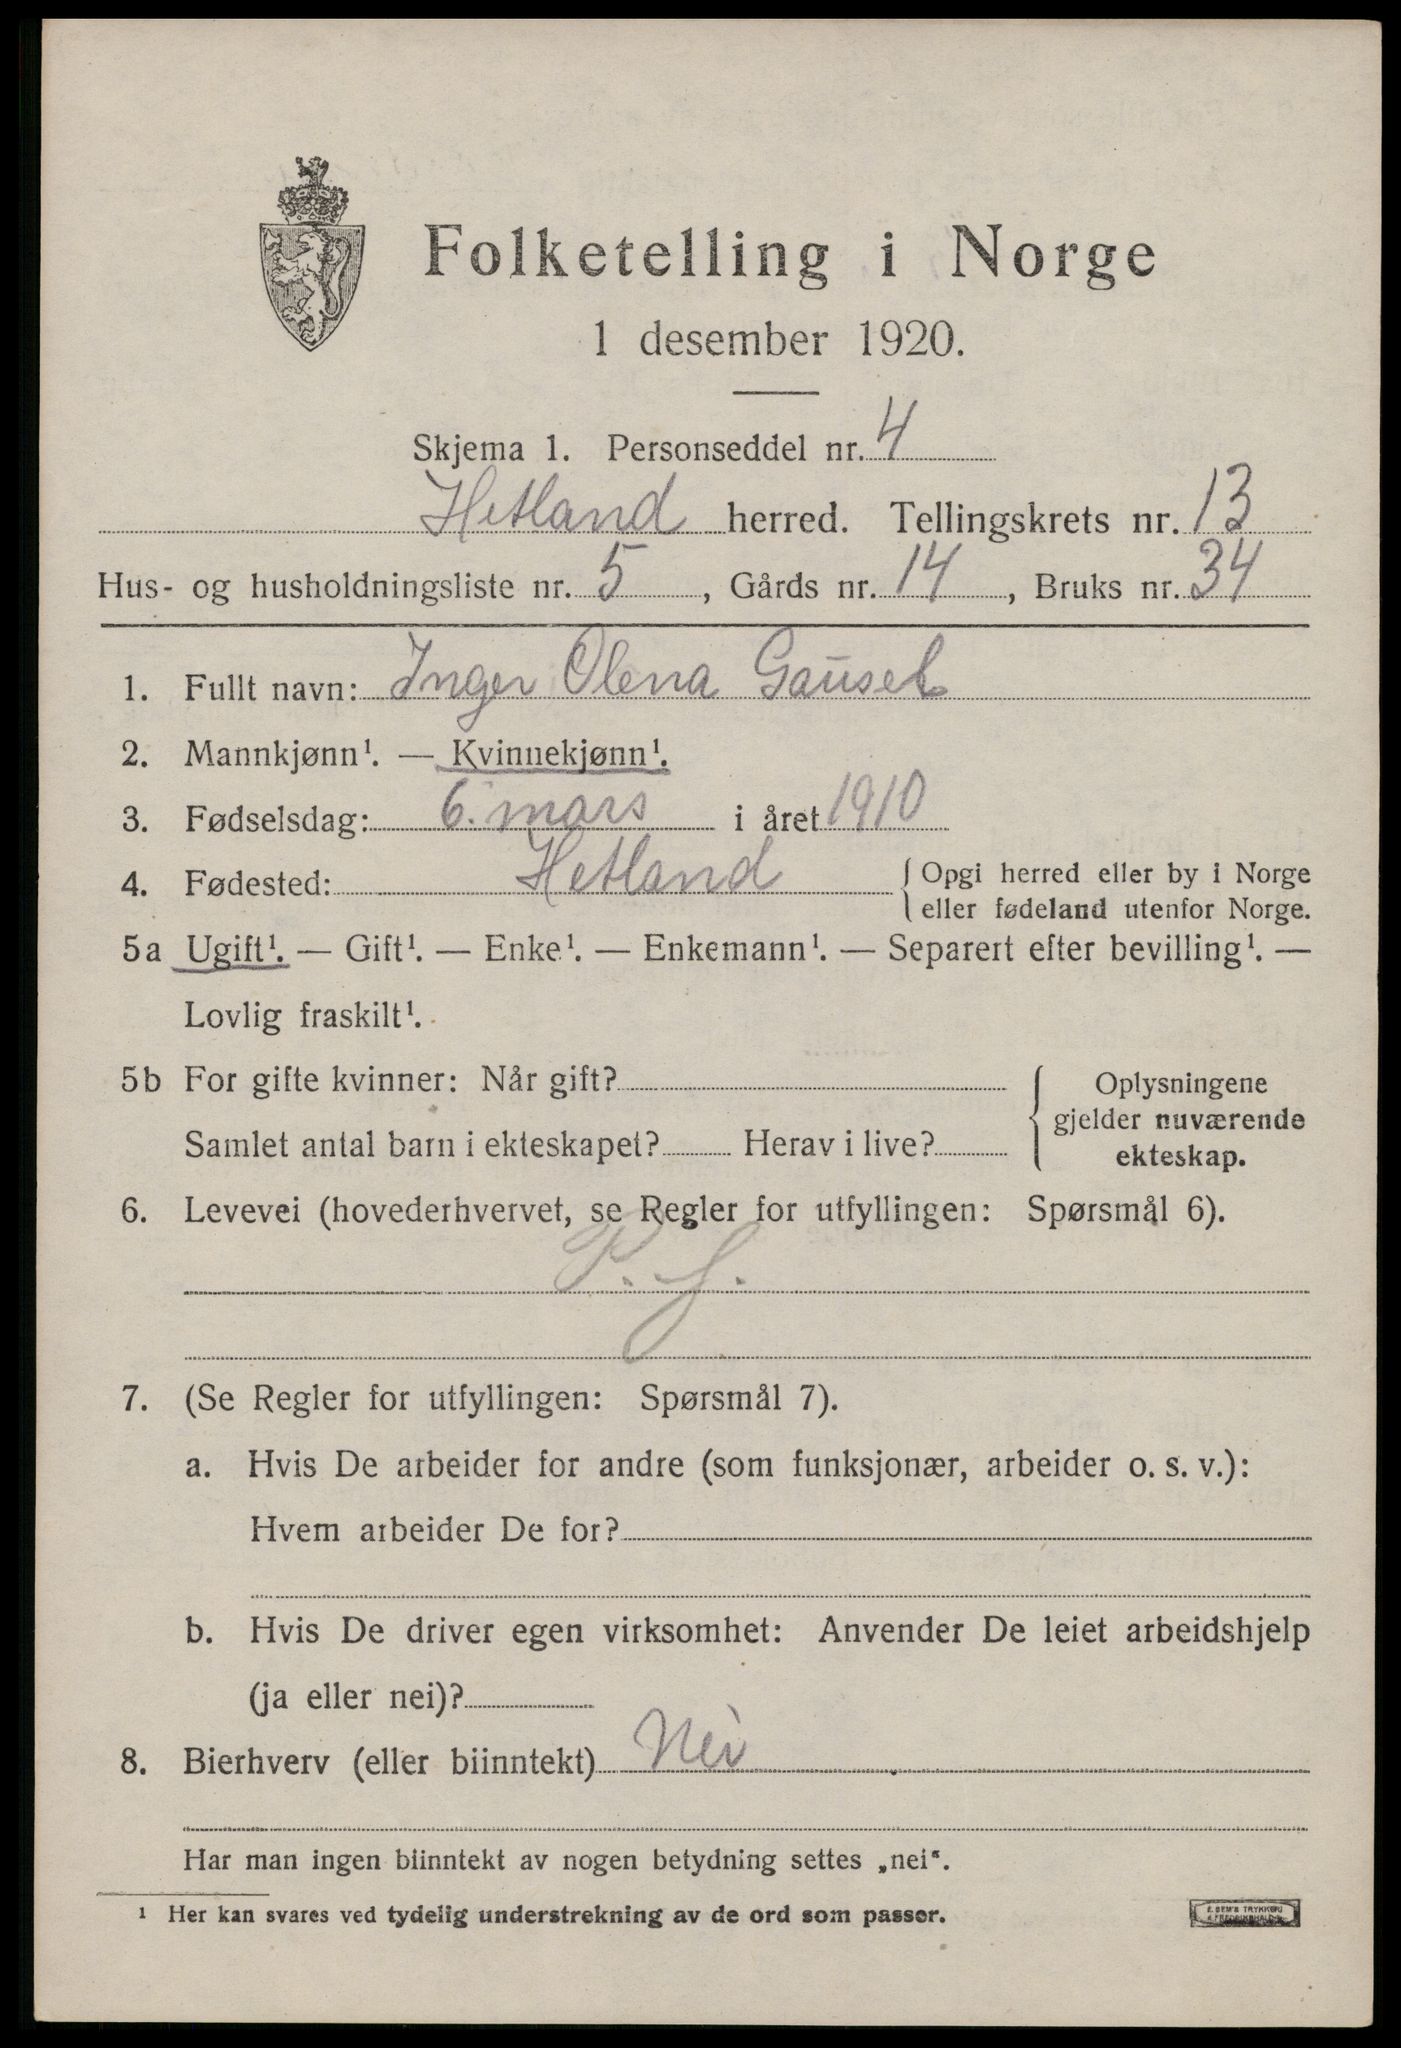 Folketelling i Norge
1 desember 1920.
Skjema 1. Personseddel nr. 4
Hetland herred. Tellingskrets nr. 13
Hus- og husholdningsliste nr. 5, Gårds nr. 14, Bruks nr. 34
1. Fullt navn: Inger Olena Gausel
2. Mannkjønn¹. — Kvinnekjønn¹.
3. Fødselsdag: 6. mars i året 1910
4. Fødested: Hetland { Opgi herred eller by i Norge
eller fødeland utenfor Norge.
5a Ugift¹. — Gift¹. — Enke¹. — Enkemann¹. — Separert efter bevilling¹. —
Lovlig fraskilt¹.
5b For gifte kvinner: Når gift?
Samlet antal barn i ekteskapet? Herav i live?
{ Oplysningene
gjelder nuværende
ekteskap.
6. Levevei (hovederhvervet, se Regler for utfyllingen: Spørsmål 6).
7. (Se Regler for utfyllingen: Spørsmål 7).
a. Hvis De arbeider for andre (som funksjonær, arbeider o. s. v.):
Hvem arbeider De for?
b. Hvis De driver egen virksomhet: Anvender De leiet arbeidshjelp
(ja eller nei)?
8. Bierhverv (eller biinntekt) Nei
Har man ingen biinntekt av nogen betydning settes „nei“.
¹ Her kan svares ved tydelig understrekning av de ord som passer.